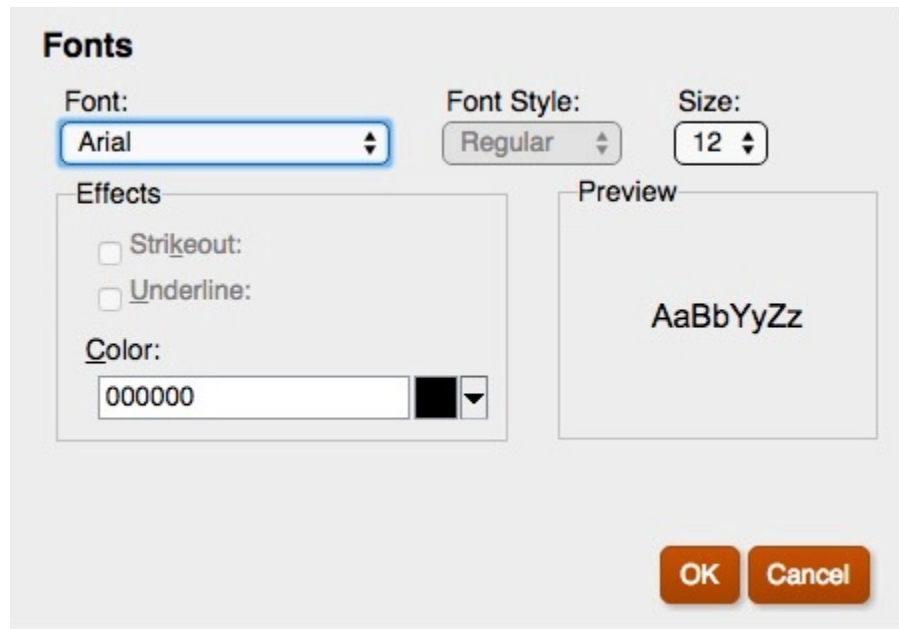 Fonts
Font: Font Style: Size:
Arial Regular 12
Effects Preview
Strikeout:
Underline:
AaBbYyZz
Color:
000000
OK Cancel